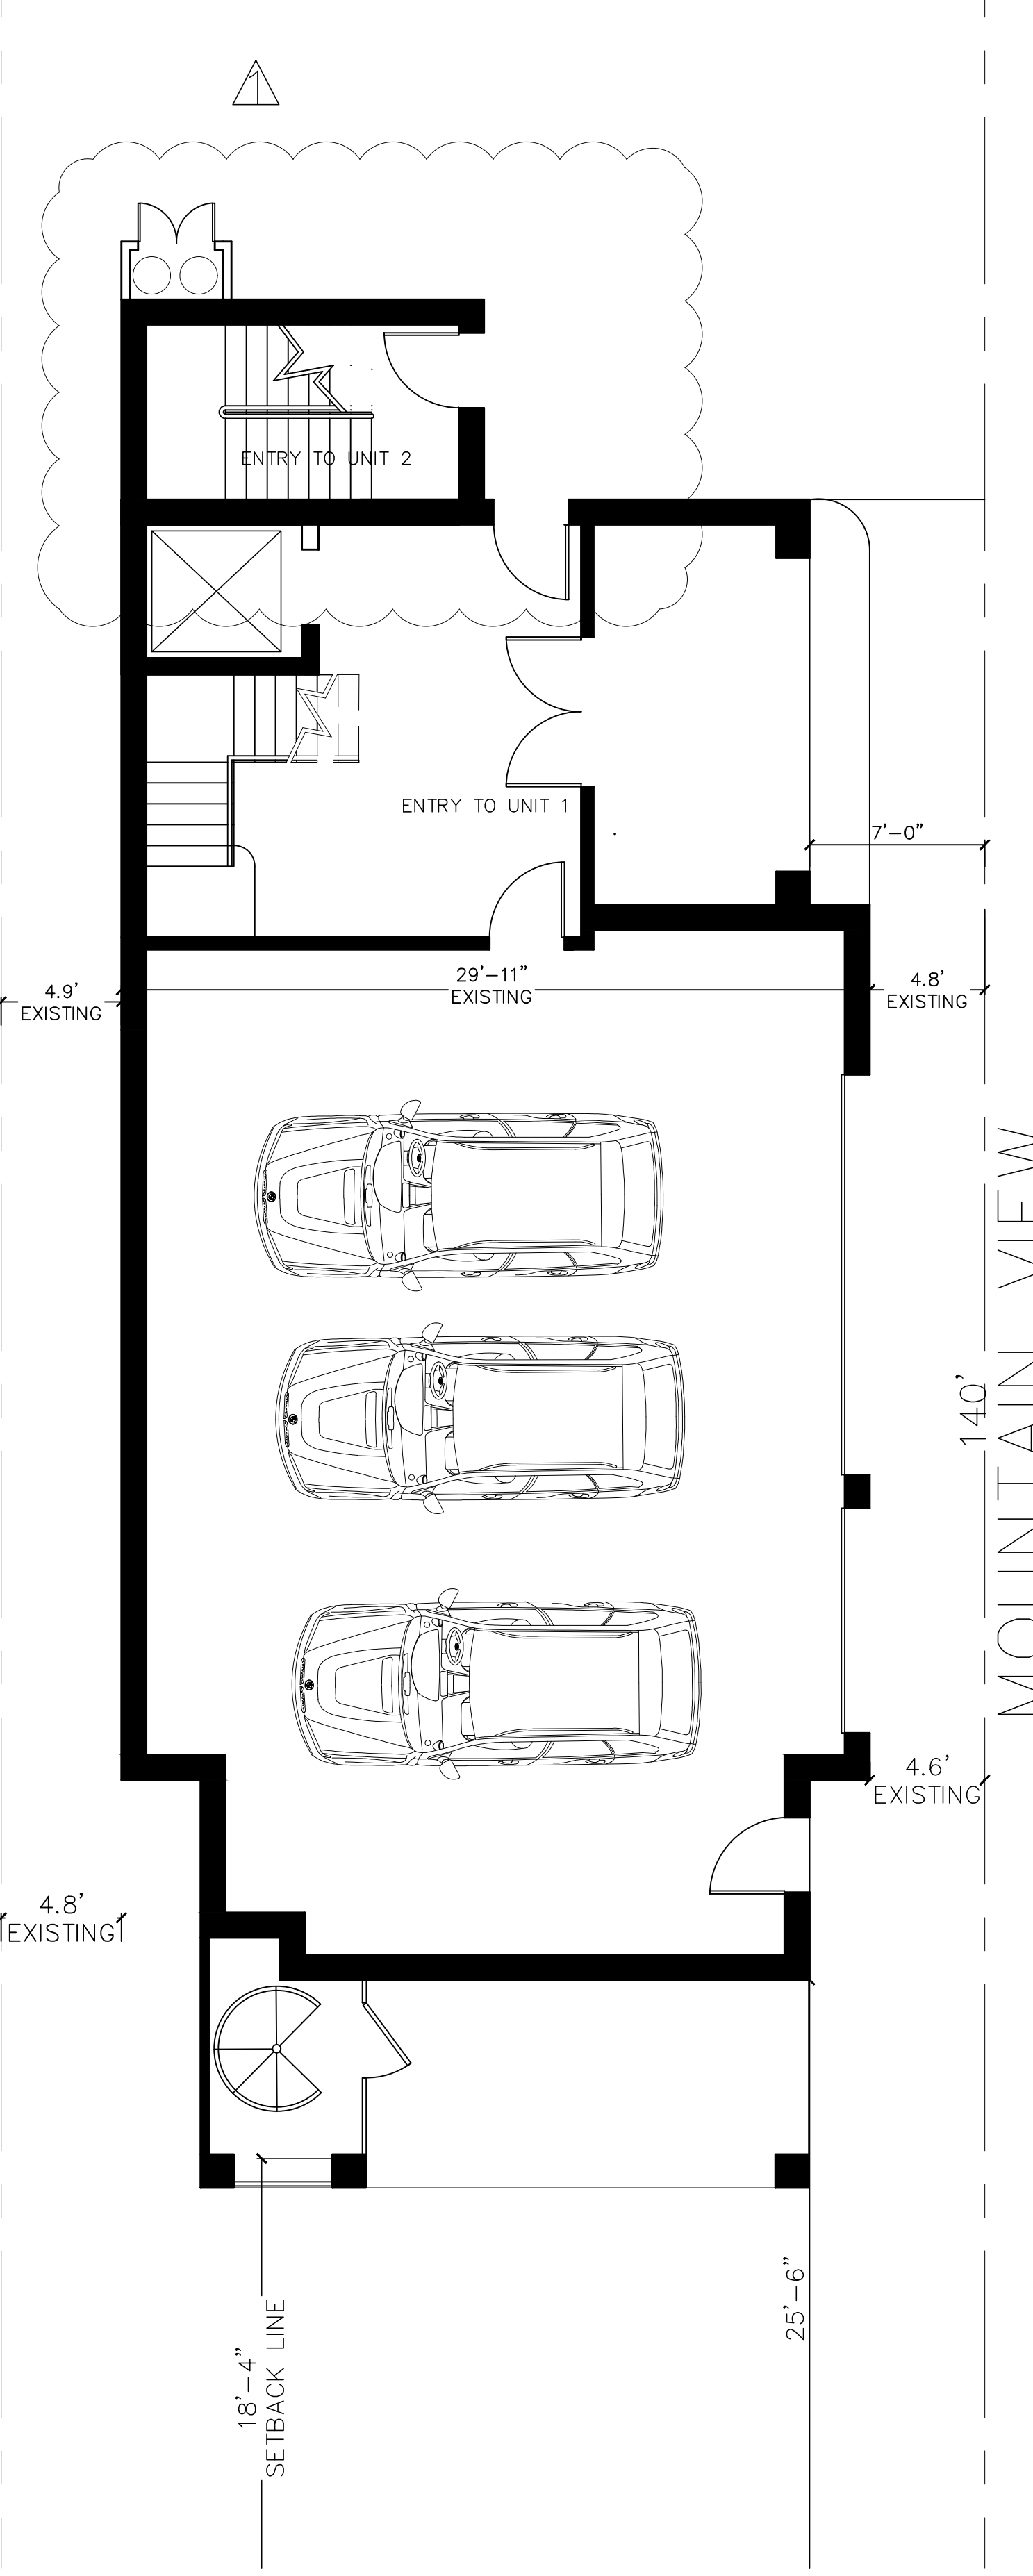 1
ENTRY TO UNIT 2
ENTRY TO UNIT 1
7'-0"
29'-11"
EXISTING
4.9'
EXISTING
4.8'
EXISTING
140'
MOUNTAIN VIEW
4.6'
EXISTING
4.8'
EXISTING
25'-6"
18'-4"
SETBACK LINE